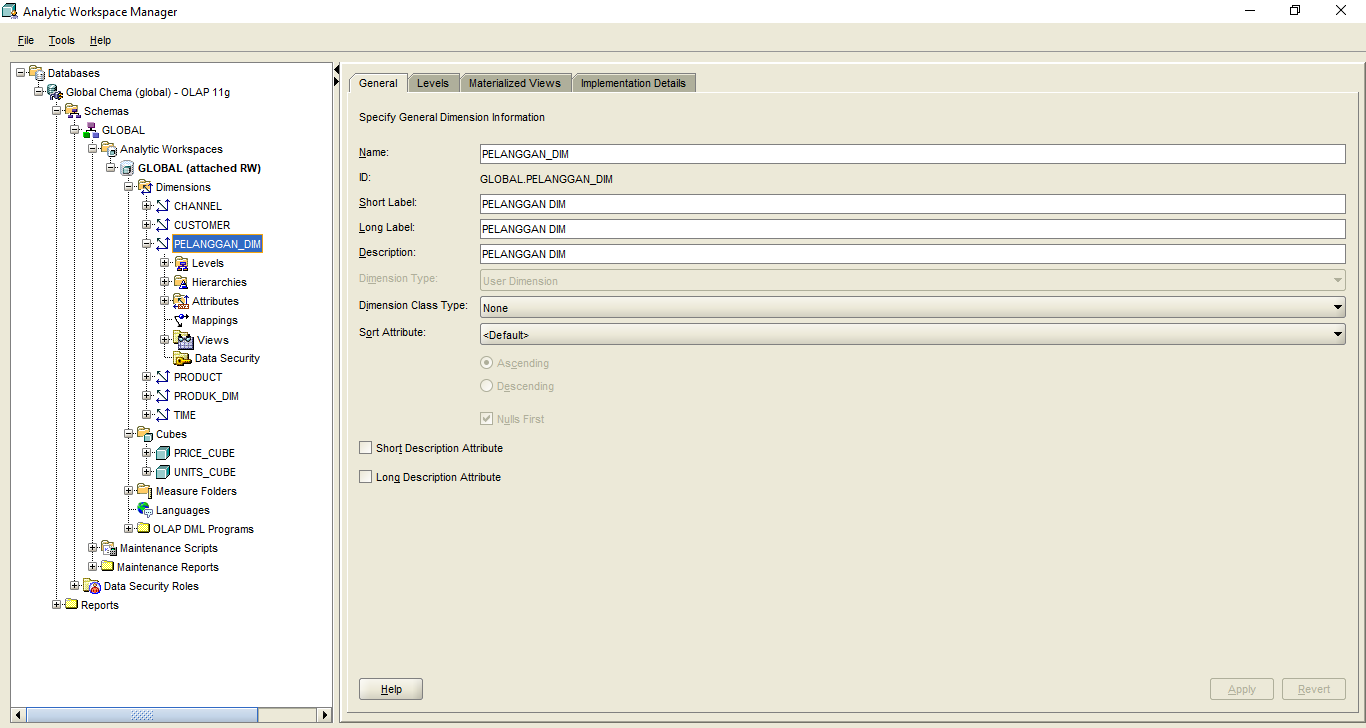 Analytic Workspace Manager
File Tools Help
Databases
Global Chema (global) - OLAP 11g
Schemas
GLOBAL
Analytic Workspaces
GLOBAL (attached RW)
Dimensions
CHANNEL
CUSTOMER
PELANGGAN_DIM
Levels
Hierarchies
Attributes
Mappings
Views
Data Security
PRODUCT
PRODUK_DIM
TIME
Cubes
PRICE_CUBE
UNITS_CUBE
Measure Folders
Languages
OLAP DML Programs
Maintenance Scripts
Maintenance Reports
Data Security Roles
Reports
General Levels Materialized Views Implementation Details
Specify General Dimension Information
Name: PELANGGAN_DIM
ID: GLOBAL.PELANGGAN_DIM
Short Label: PELANGGAN DIM
Long Label: PELANGGAN DIM
Description: PELANGGAN DIM
Dimension Type: User Dimension
Dimension Class Type: None
Sort Attribute: <Default>
Ascending
Descending
Nulls First
Short Description Attribute
Long Description Attribute
Help Apply Revert